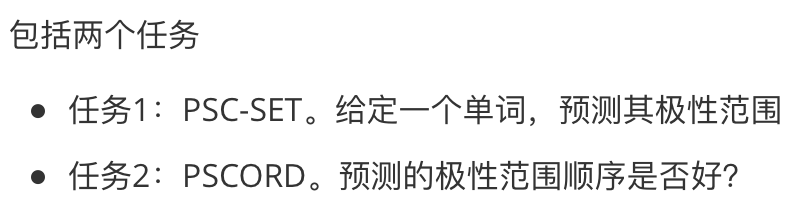 包括两个任务
● 任务1：PSC-SET。给定一个单词，预测其极性范围
● 任务2：PSCORD。预测的极性范围顺序是否好？